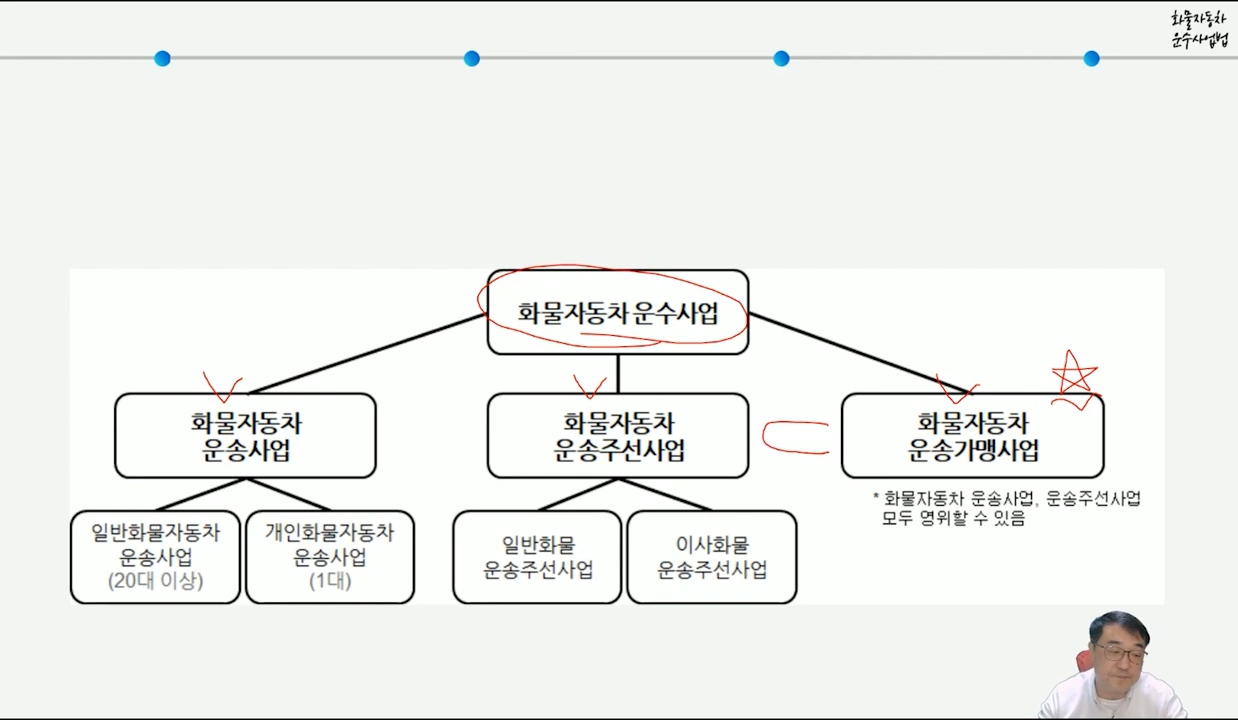 화물자동차
운수사업법
화물자동차 운수사업
화물자동차
운송사업
화물자동차
운송주선사업
화물자동차
운송가맹사업
* 화물자동차 운송사업, 운송주선사업
모두 영위할 수 있음
일반화물자동차
운송사업
(20대 이상)
개인화물자동차
운송사업
(1대)
일반화물
운송주선사업
이사화물
운송주선사업